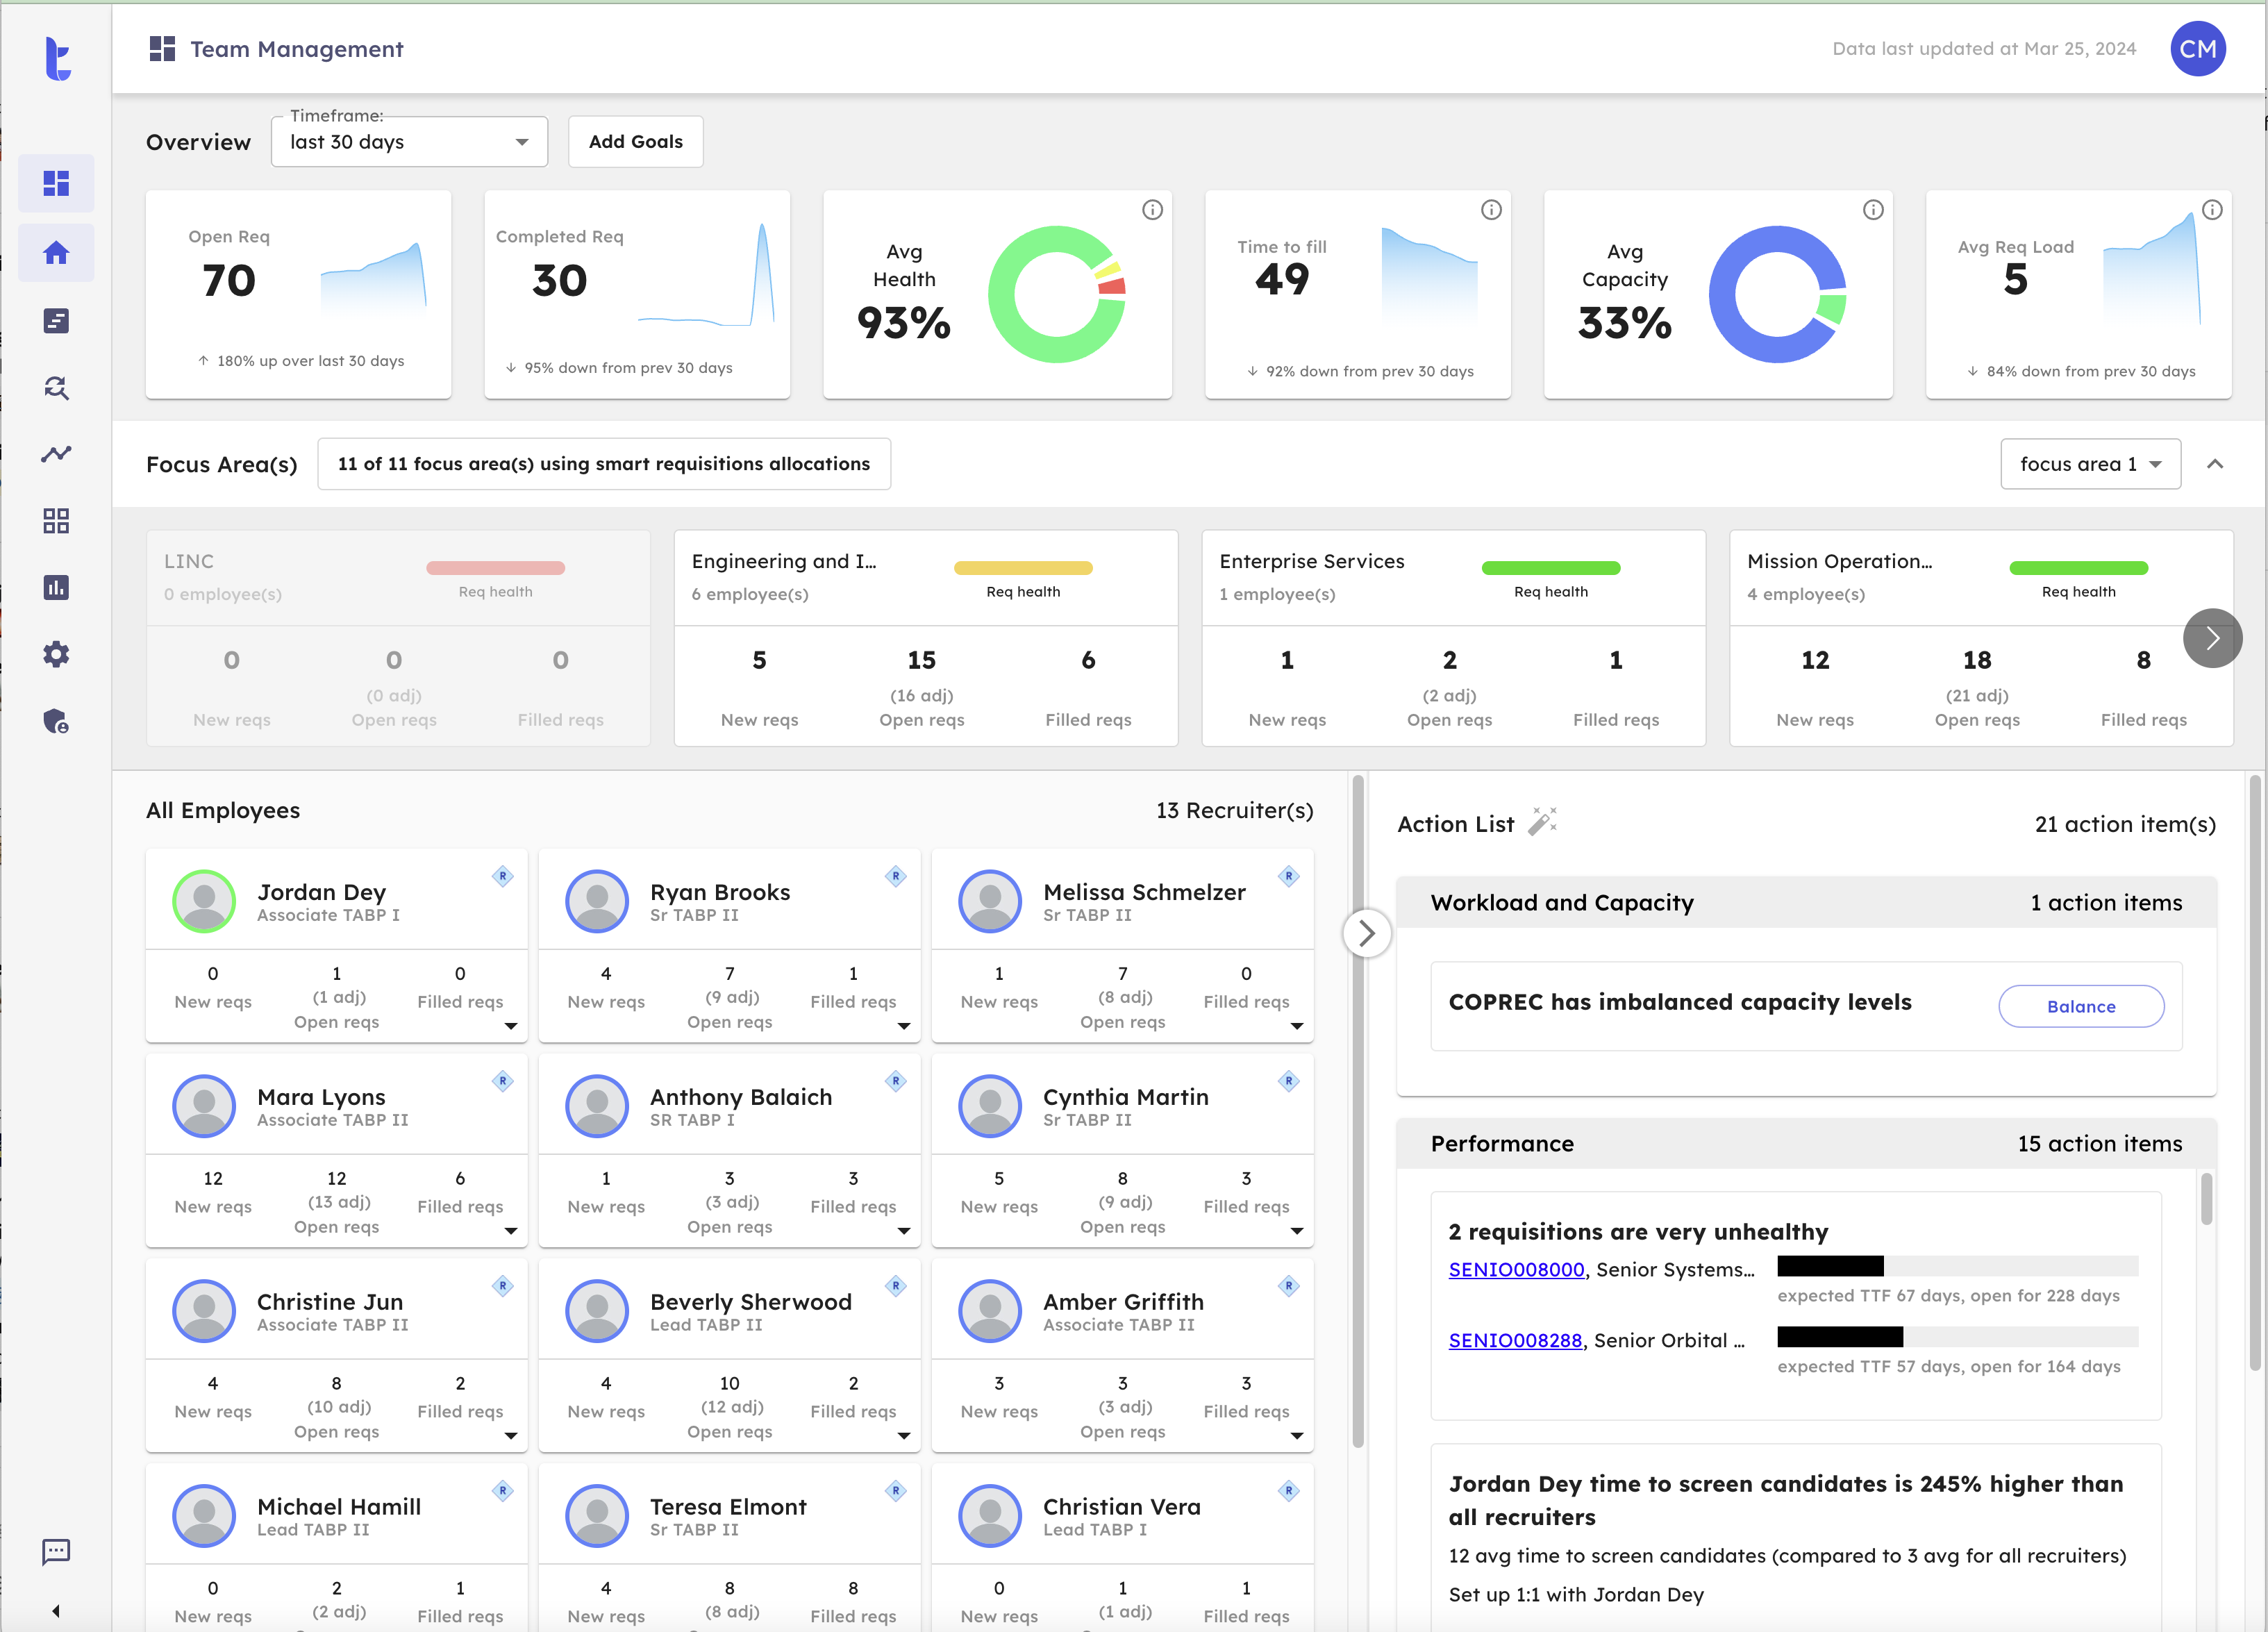 Team Management
Data last updated at Mar 25, 2024
CM
Overview
Timeframe:
last 30 days
Add Goals
Open Req
70
↑ 180% up over last 30 days
Completed Req
30
↓ 95% down from prev 30 days
Avg
Health
93%
Time to fill
49
↓ 92% down from prev 30 days
Avg
Capacity
33%
Avg Req Load
5
↓ 84% down from prev 30 days
Focus Area(s)
11 of 11 focus area(s) using smart requisitions allocations
focus area 1
LINC
0 employee(s)
Req health
0
0
0
(0 adj)
New reqs
Open reqs
Filled reqs
Engineering and I...
6 employee(s)
Req health
5
15
6
(16 adj)
New reqs
Open reqs
Filled reqs
Enterprise Services
1 employee(s)
Req health
1
2
1
(2 adj)
New reqs
Open reqs
Filled reqs
Mission Operation...
4 employee(s)
Req health
12
18
8
(21 adj)
New reqs
Open reqs
Filled reqs
All Employees
13 Recruiter(s)
Jordan Dey
R
Associate TABP I
0
1
0
New reqs
(1 adj)
Filled reqs
Open reqs
Ryan Brooks
R
Sr TABP II
4
7
1
New reqs
(9 adj)
Filled reqs
Open reqs
Melissa Schmelzer
R
Sr TABP II
1
7
0
New reqs
(8 adj)
Filled reqs
Open reqs
Mara Lyons
R
Associate TABP II
12
12
6
New reqs
(13 adj)
Filled reqs
Open reqs
Anthony Balaich
R
SR TABP I
1
3
3
New reqs
(3 adj)
Filled reqs
Open reqs
Cynthia Martin
R
Sr TABP II
5
8
3
New reqs
(9 adj)
Filled reqs
Open reqs
Christine Jun
R
Associate TABP II
4
8
2
New reqs
(10 adj)
Filled reqs
Open reqs
Beverly Sherwood
R
Lead TABP II
4
10
2
New reqs
(12 adj)
Filled reqs
Open reqs
Amber Griffith
R
Associate TABP II
3
3
3
New reqs
(3 adj)
Filled reqs
Open reqs
Michael Hamill
R
Lead TABP II
0
2
1
New reqs
(2 adj)
Filled reqs
Teresa Elmont
R
Sr TABP II
4
8
8
New reqs
(8 adj)
Filled reqs
Christian Vera
R
Lead TABP I
0
1
1
New reqs
(1 adj)
Filled reqs
Action List
21 action item(s)
Workload and Capacity
1 action items
COPREC has imbalanced capacity levels
Balance
Performance
15 action items
2 requisitions are very unhealthy
SENIO008000, Senior Systems...
expected TTF 67 days, open for 228 days
SENIO008288, Senior Orbital ...
expected TTF 57 days, open for 164 days
Jordan Dey time to screen candidates is 245% higher than
all recruiters
12 avg time to screen candidates (compared to 3 avg for all recruiters)
Set up 1:1 with Jordan Dey